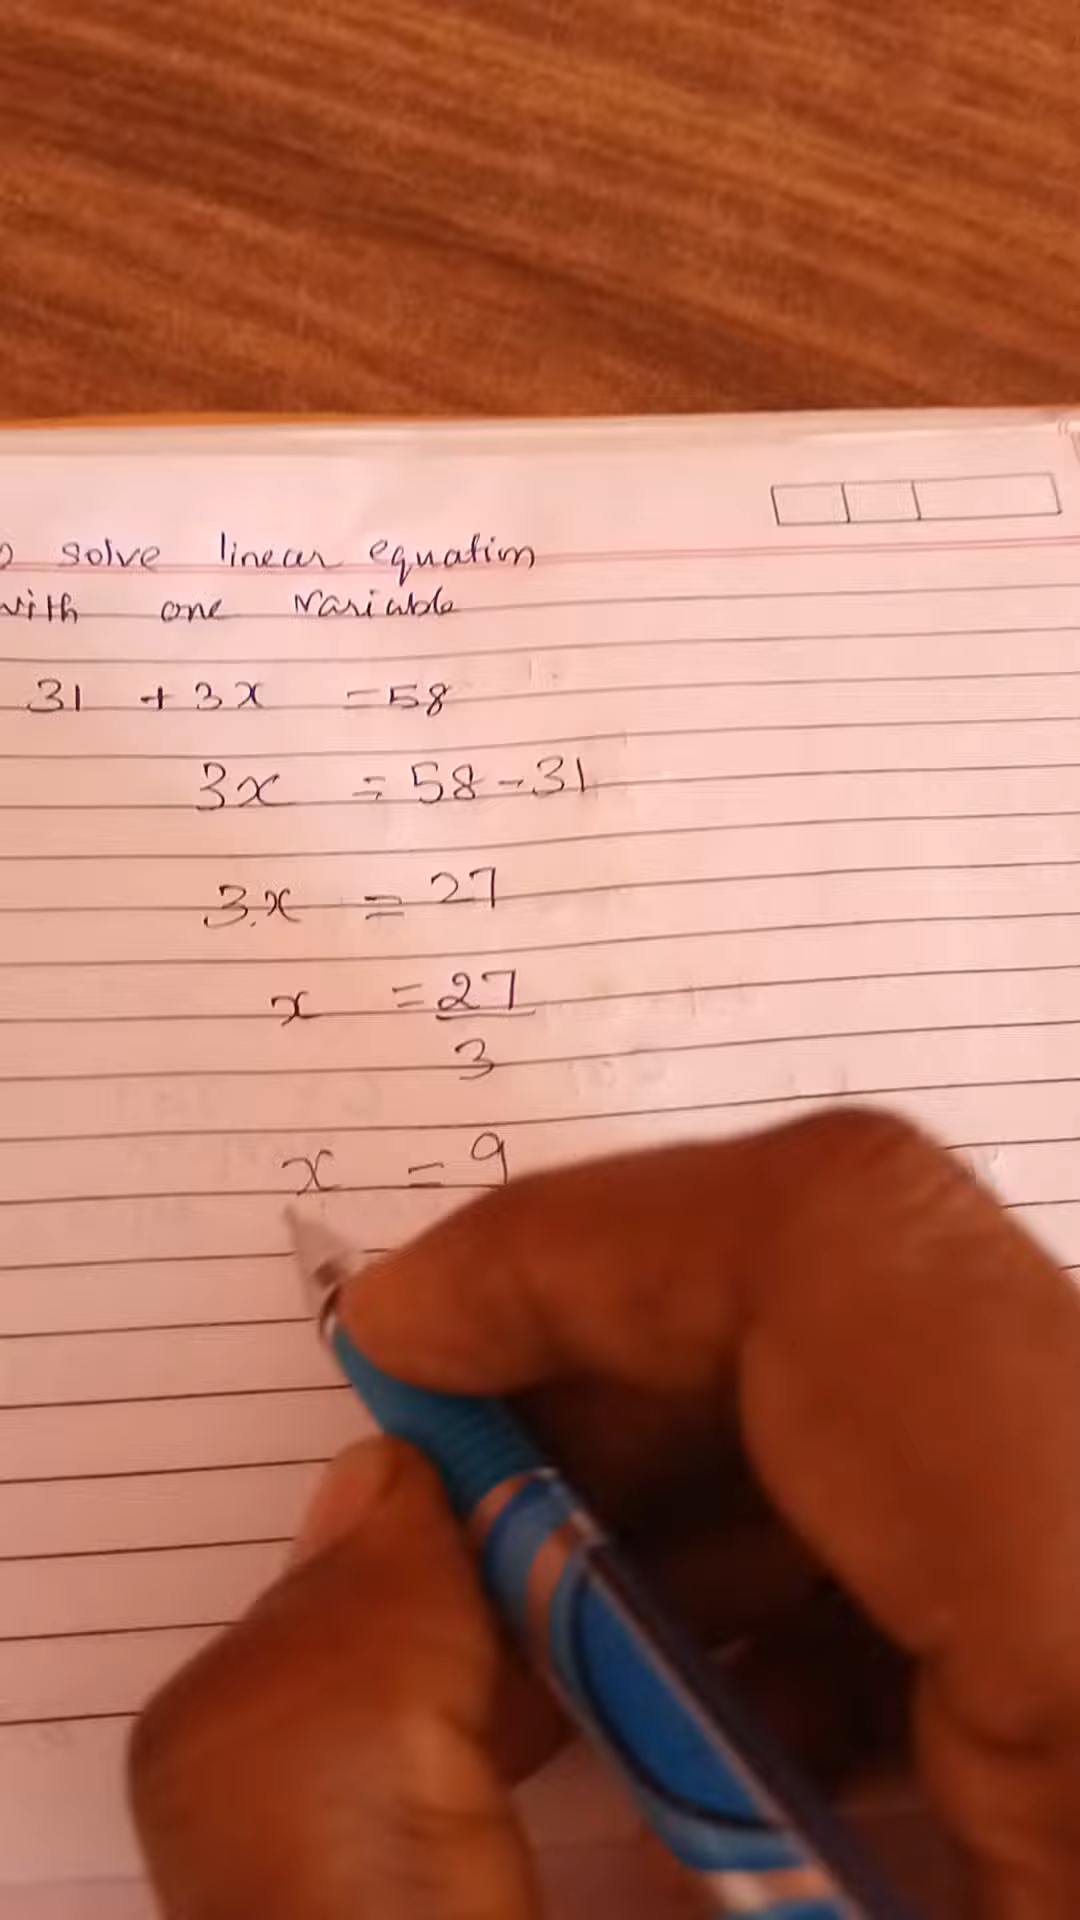 solve linear equation
with one variable
31 + 3x = 58
3x = 58 - 31
3x = 27
x = 27
3
x = 9